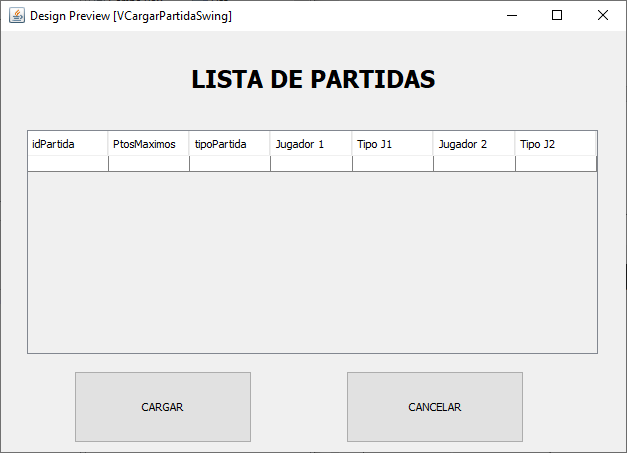 Design Preview [VCargarPartidaSwing]
LISTA DE PARTIDAS
idPartida PtosMaximos tipoPartida Jugador 1 Tipo J1 Jugador 2 Tipo J2
CARGAR CANCELAR